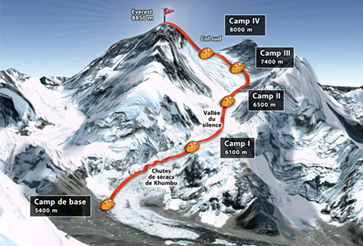 Everest
8850 m
Camp IV
8000 m
Col sud
Camp III
7400 m
Camp II
6500 m
Vallée
du
silence
Camp I
6100 m
Chutes
de séracs
de Khumbu
Camp de base
5400 m